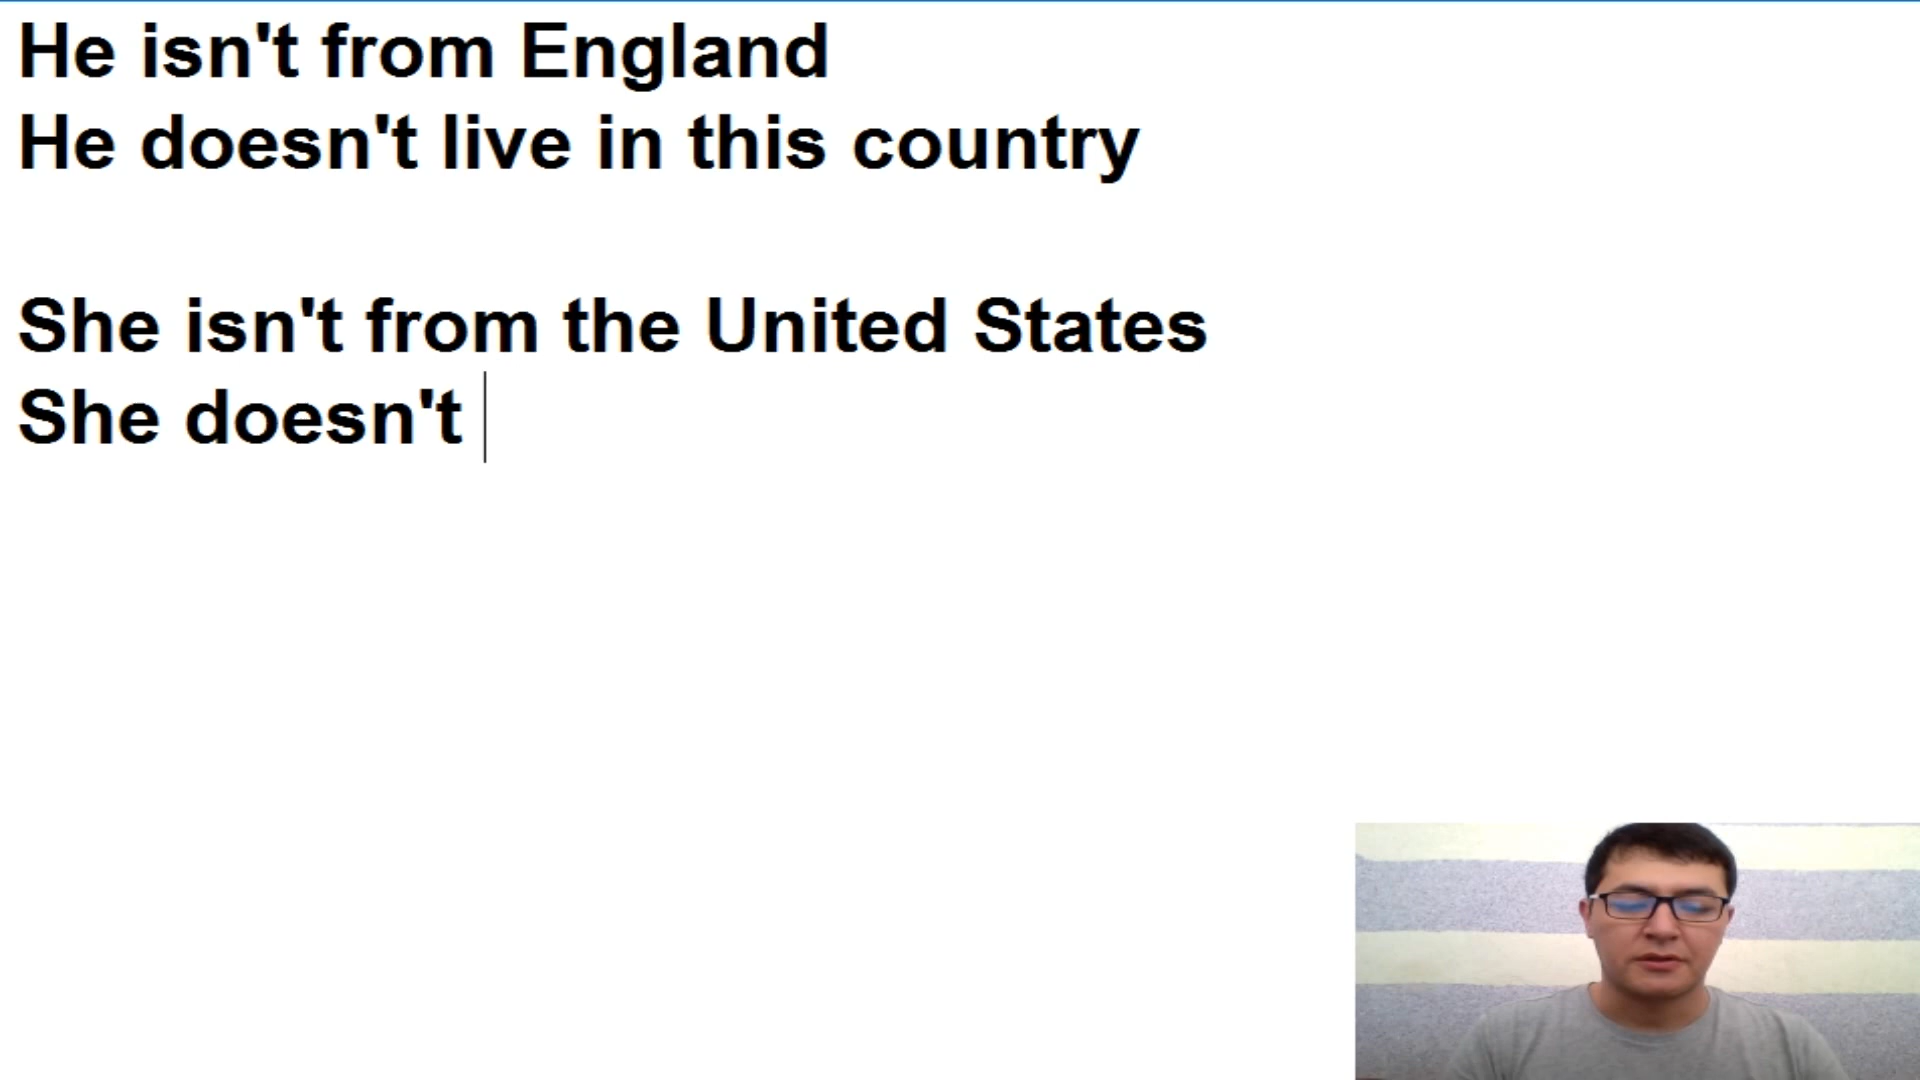 He isn't from England
He doesn't live in this country
She isn't from the United States
She doesn't